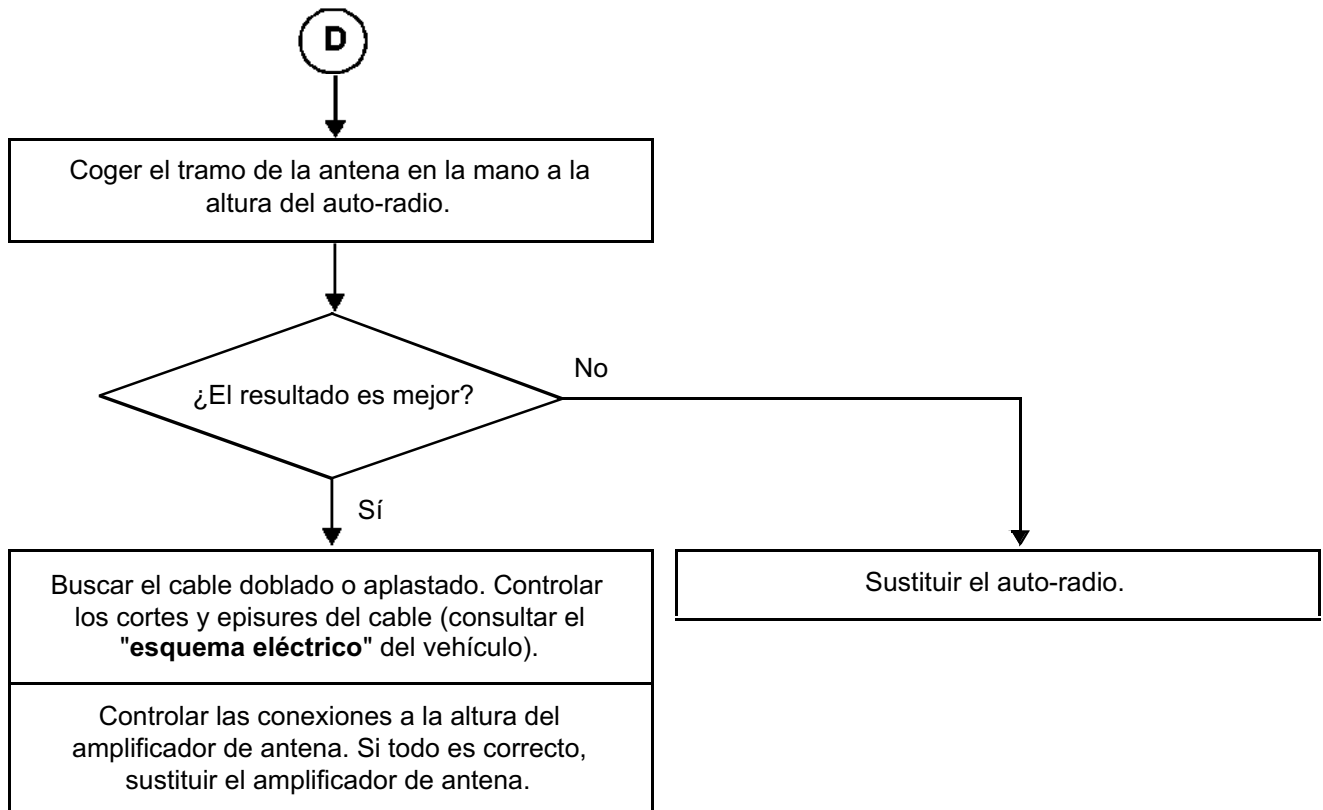 D
Coger el tramo de la antena en la mano a la
altura del auto-radio.
¿El resultado es mejor?
No
Sí
Buscar el cable doblado o aplastado. Controlar
los cortes y episures del cable (consultar el
"esquema eléctrico" del vehículo).
Sustituir el auto-radio.
Controlar las conexiones a la altura del
amplificador de antena. Si todo es correcto,
sustituir el amplificador de antena.